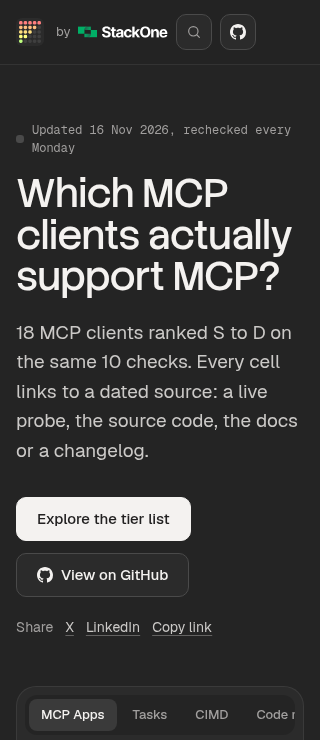 by StackOne
Updated 16 Nov 2026, rechecked every
Monday
Which MCP
clients actually
support MCP?
18 MCP clients ranked S to D on
the same 10 checks. Every cell
links to a dated source: a live
probe, the source code, the docs
or a changelog.
Explore the tier list
View on GitHub
Share X LinkedIn Copy link
MCP Apps Tasks CIMD Code